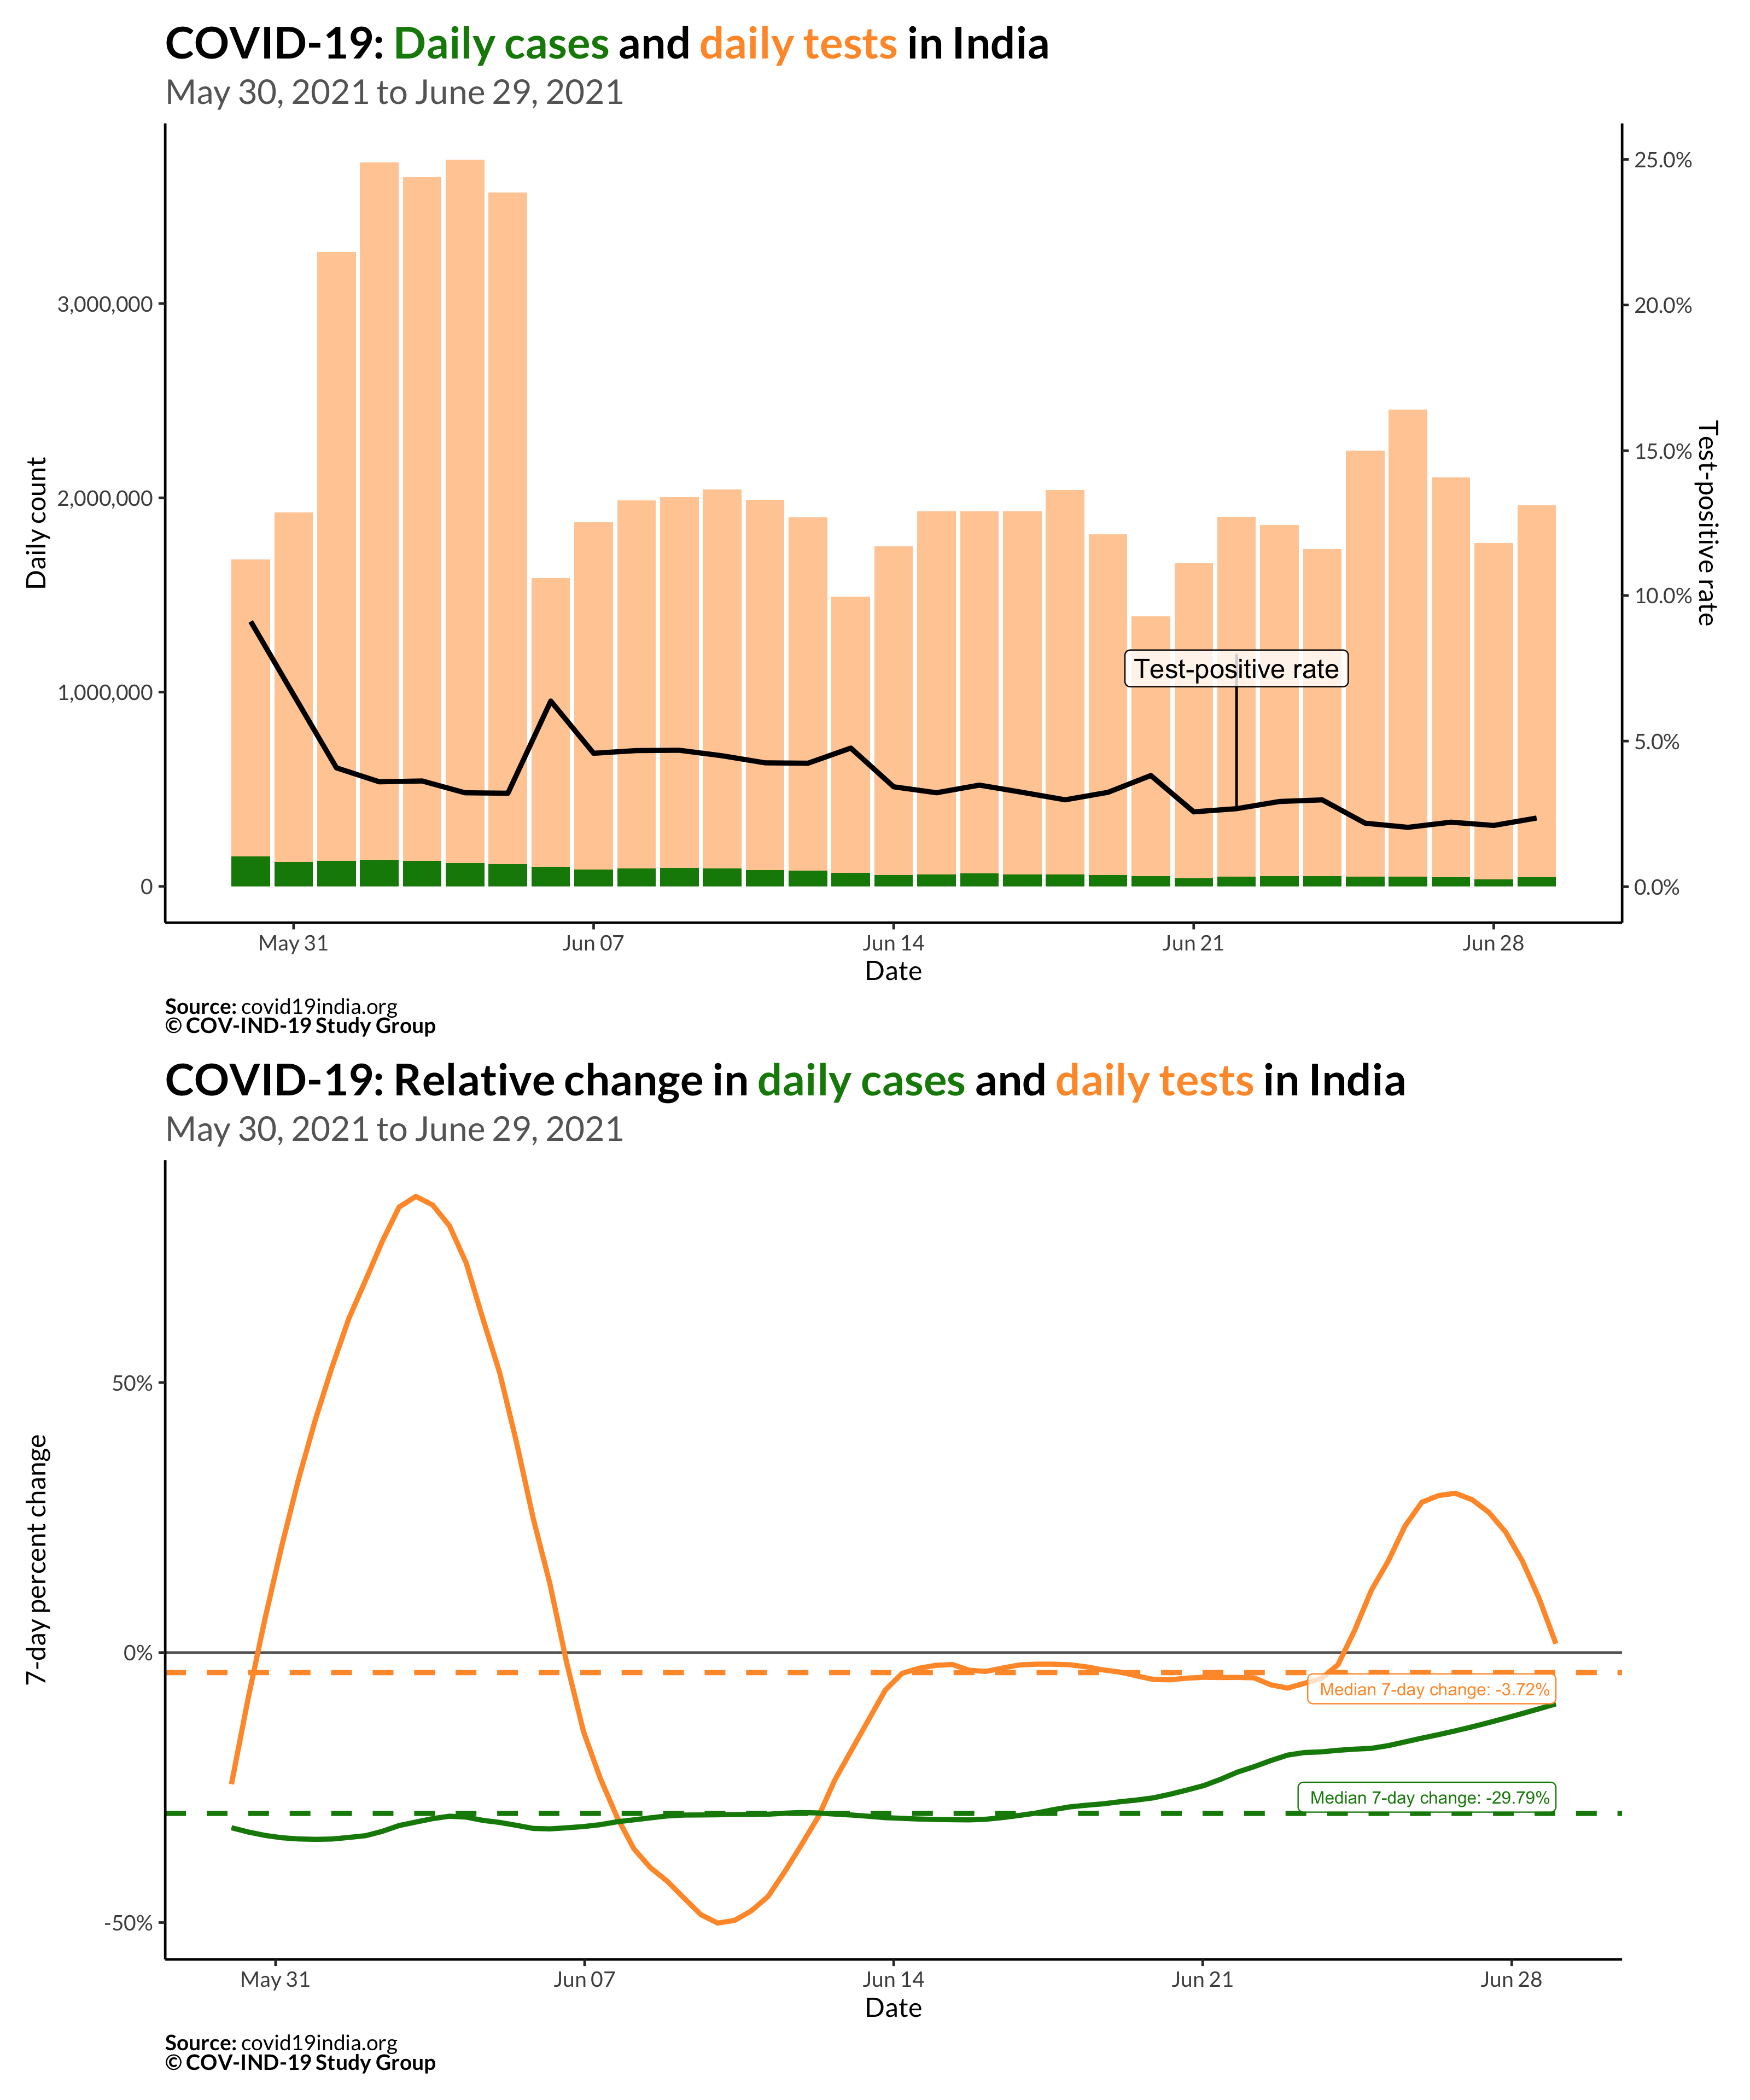 COVID-19: Daily cases and daily tests in India
May 30, 2021 to June 29, 2021
Daily count
3,000,000
2,000,000
1,000,000
0
25.0%
20.0%
15.0%
10.0%
5.0%
0.0%
Test-positive rate
Test-positive rate
May 31
Jun 07
Jun 14
Jun 21
Jun 28
Date
Source: covid19india.org
© COV-IND-19 Study Group
COVID-19: Relative change in daily cases and daily tests in India
May 30, 2021 to June 29, 2021
7-day percent change
50%
0%
-50%
Median 7-day change: -3.72%
Median 7-day change: -29.79%
May 31
Jun 07
Jun 14
Jun 21
Jun 28
Date
Source: covid19india.org
© COV-IND-19 Study Group